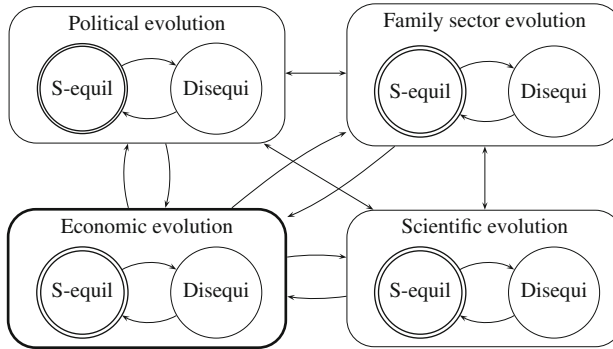 Political evolution
S-equil Disequi
Family sector evolution
S-equil Disequi
Economic evolution
S-equil Disequi
Scientific evolution
S-equil Disequi